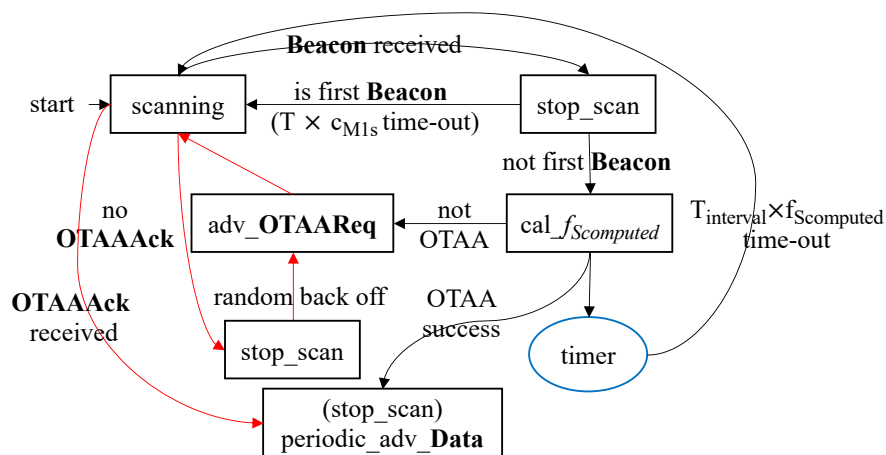 Beacon received
start
scanning
is first Beacon
(T × cM1s time-out)
stop_scan
not first Beacon
no
OTAAAck
adv_OTAAReq
not
OTAA
cal_fScomputed
Tinterval×fScomputed
time-out
OTAAAck
received
random back off
stop_scan
OTAA
success
timer
(stop_scan)
periodic_adv_Data